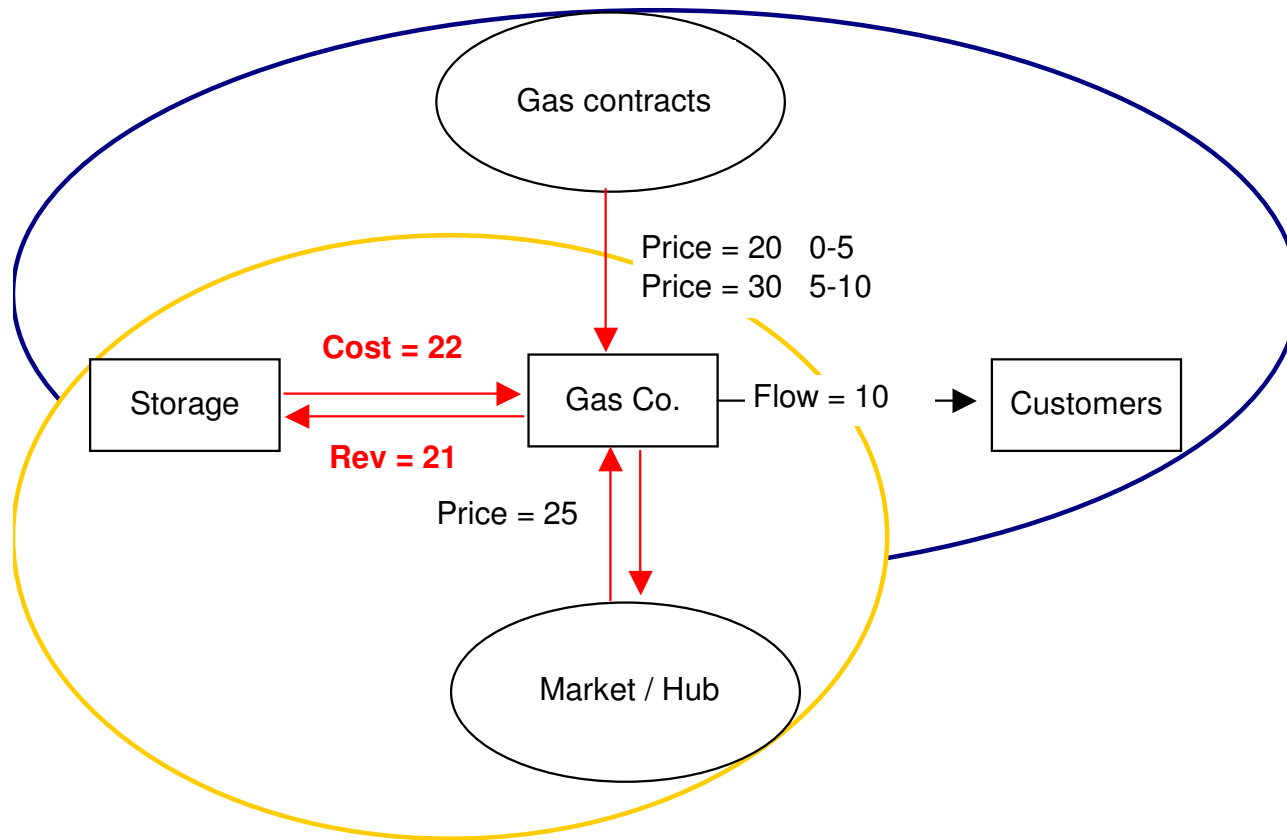 Gas contracts
Price = 20 0-5
Price = 30 5-10
Cost = 22
Storage
Gas Co.
Flow = 10
Customers
Rev = 21
Price = 25
Market / Hub